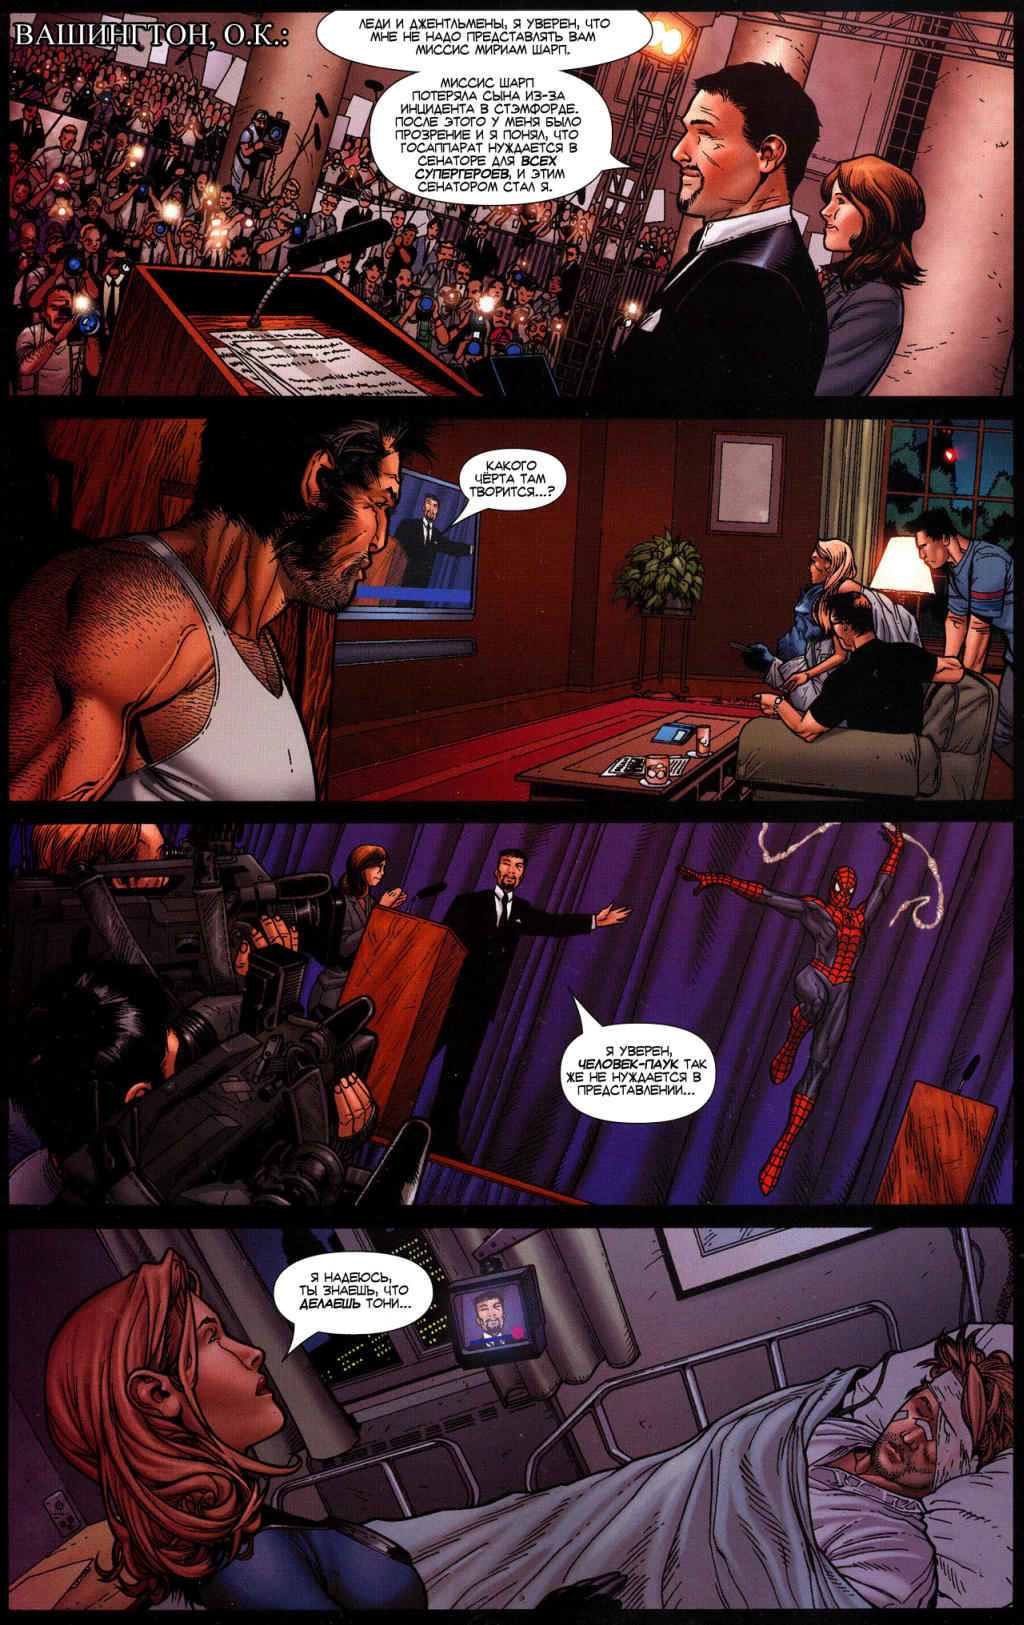 ВАШИНГТОН, О.К.:
ЛЕДИ И ДЖЕНТЛЬМЕНЫ, Я УВЕРЕН, ЧТО
МНЕ НЕ НАДО ПРЕДСТАВЛЯТЬ ВАМ
МИССИС МИРИАМ ШАРП.
МИССИС ШАРП
ПОТЕРЯЛА СЫНА ИЗ-ЗА
ИНЦИДЕНТА В СТЭМФОРДЕ.
ПОСЛЕ ЭТОГО У МЕНЯ БЫЛО
ПРОЗРЕНИЕ И Я ПОНЯЛ, ЧТО
ГОСАППАРАТ НУЖДАЕТСЯ В
СЕНАТОРЕ ДЛЯ ВСЕХ
СУПЕРГЕРОЕВ, И ЭТИМ
СЕНАТОРОМ СТАЛ Я.
КАКОГО
ЧЁРТА ТАМ
ТВОРИТСЯ...?
Я УВЕРЕН,
ЧЕЛОВЕК-ПАУК ТАК
ЖЕ НЕ НУЖДАЕТСЯ В
ПРЕДСТАВЛЕНИИ...
Я НАДЕЮСЬ,
ТЫ ЗНАЕШЬ, ЧТО
ДЕЛАЕШЬ ТОНИ...